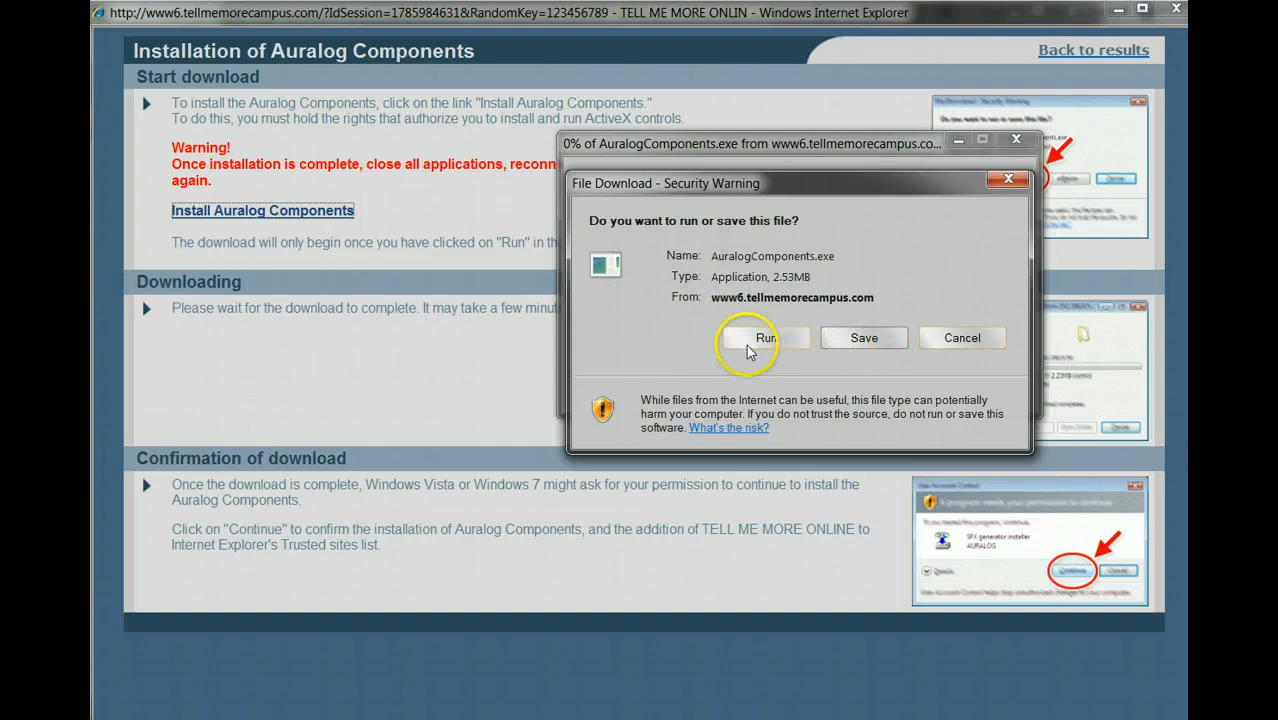 http://www6.tellmemorecampus.com/?IdSession=1785984631&RandomKey=123456789 - TELL ME MORE ONLIN - Windows Internet Explorer
Installation of Auralog Components
Back to results
Start download
To install the Auralog Components, click on the link "Install Auralog Components."
To do this, you must hold the rights that authorize you to install and run ActiveX controls.
Warning!
Once installation is complete, close all applications, reconn
again.
Install Auralog Components
The download will only begin once you have clicked on "Run" in th
0% of AuralogComponents.exe from www6.tellmemorecampus.co...
File Download - Security Warning
Do you want to run or save this file?
Name: AuralogComponents.exe
Type: Application, 2.53MB
From: www6.tellmemorecampus.com
Run Save Cancel
While files from the Internet can be useful, this file type can potentially
harm your computer. If you do not trust the source, do not run or save this
software. What's the risk?
Downloading
Please wait for the download to complete. It may take a few minut
Confirmation of download
Once the download is complete, Windows Vista or Windows 7 might ask for your permission to continue to install the
Auralog Components.
Click on "Continue" to confirm the installation of Auralog Components, and the addition of TELL ME MORE ONLINE to
Internet Explorer's Trusted sites list.
SFX generator installer
AURALOG